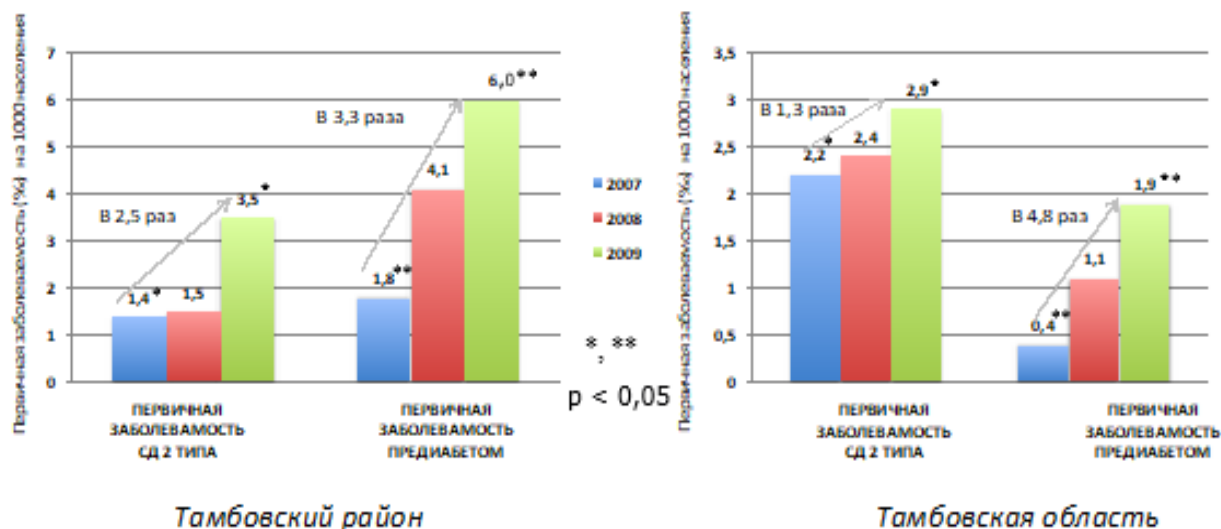 Первичная заболеваемость (%) на 1000 населения
7
6
5
4
3
2
1
0
В 2,5 раз
1,4*
1,5
3,5*
В 3,3 раза
1,8**
4,1
6,0**
ПЕРВИЧНАЯ
ЗАБОЛЕВАМОСТЬ
СД 2 ТИПА
ПЕРВИЧНАЯ
ЗАБОЛЕВАМОСТЬ
ПРЕДИАБЕТОМ
Тамбовский район
2007
2008
2009
*, **
p < 0,05
Первичная заболеваемость (%) на 1000 населения
3,5
3
2,5
2
1,5
1
0,5
0
В 1,3 раза
2,2*
2,4
2,9*
В 4,8 раз
0,4**
1,1
1,9**
ПЕРВИЧНАЯ
ЗАБОЛЕВАМОСТЬ
СД 2 ТИПА
ПЕРВИЧНАЯ
ЗАБОЛЕВАМОСТЬ
ПРЕДИАБЕТОМ
Тамбовская область